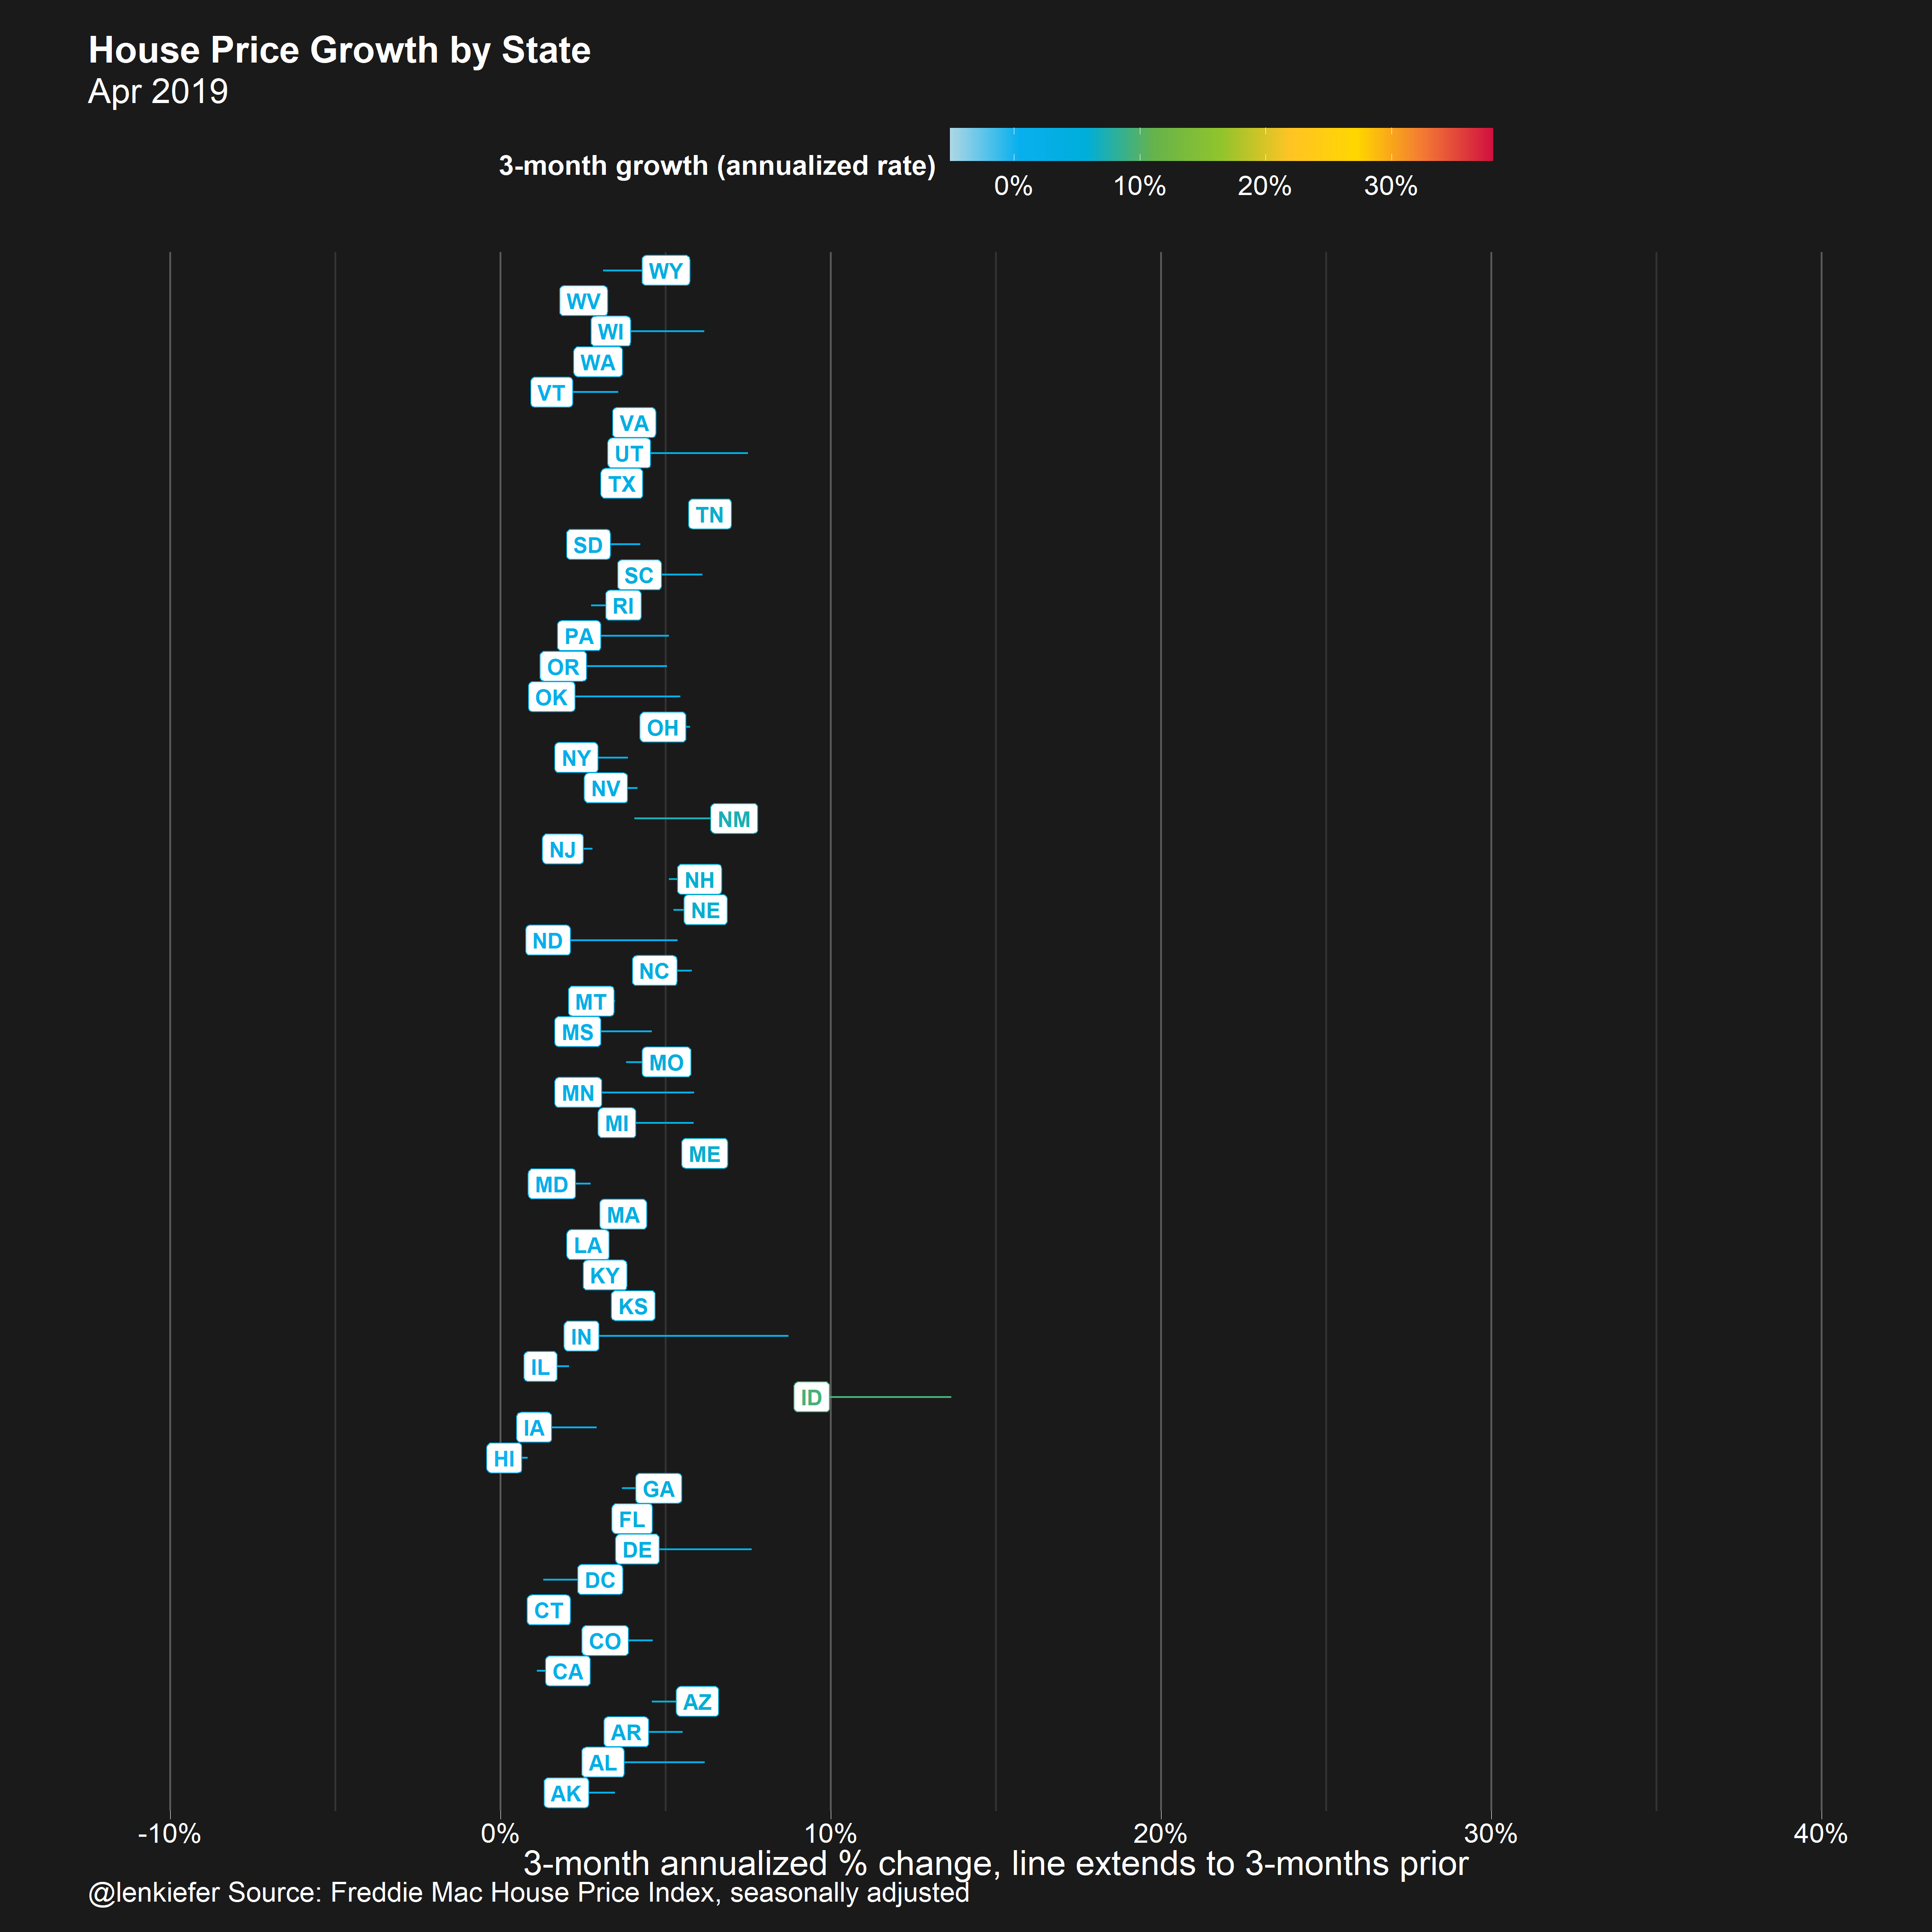 House Price Growth by State
Apr 2019
3-month growth (annualized rate)
0% 10% 20% 30%
WY
WV
WI
WA
VT
VA
UT
TX
TN
SD
SC
RI
PA
OR
OK
OH
NY
NV
NM
NJ
NH
NE
ND
NC
MT
MS
MO
MN
MI
ME
MD
MA
LA
KY
KS
IN
IL
ID
IA
HI
GA
FL
DE
DC
CT
CO
CA
AZ
AR
AL
AK
-10% 0% 10% 20% 30% 40%
3-month annualized % change, line extends to 3-months prior
@lenkiefer Source: Freddie Mac House Price Index, seasonally adjusted